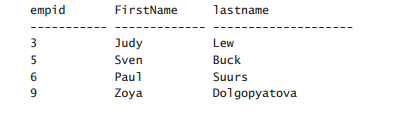 empid FirstName lastname
----------- ------------- --------------------
3 Judy Lew
5 Sven Buck
6 Paul Suurs
9 Zoya Dolgopyatova